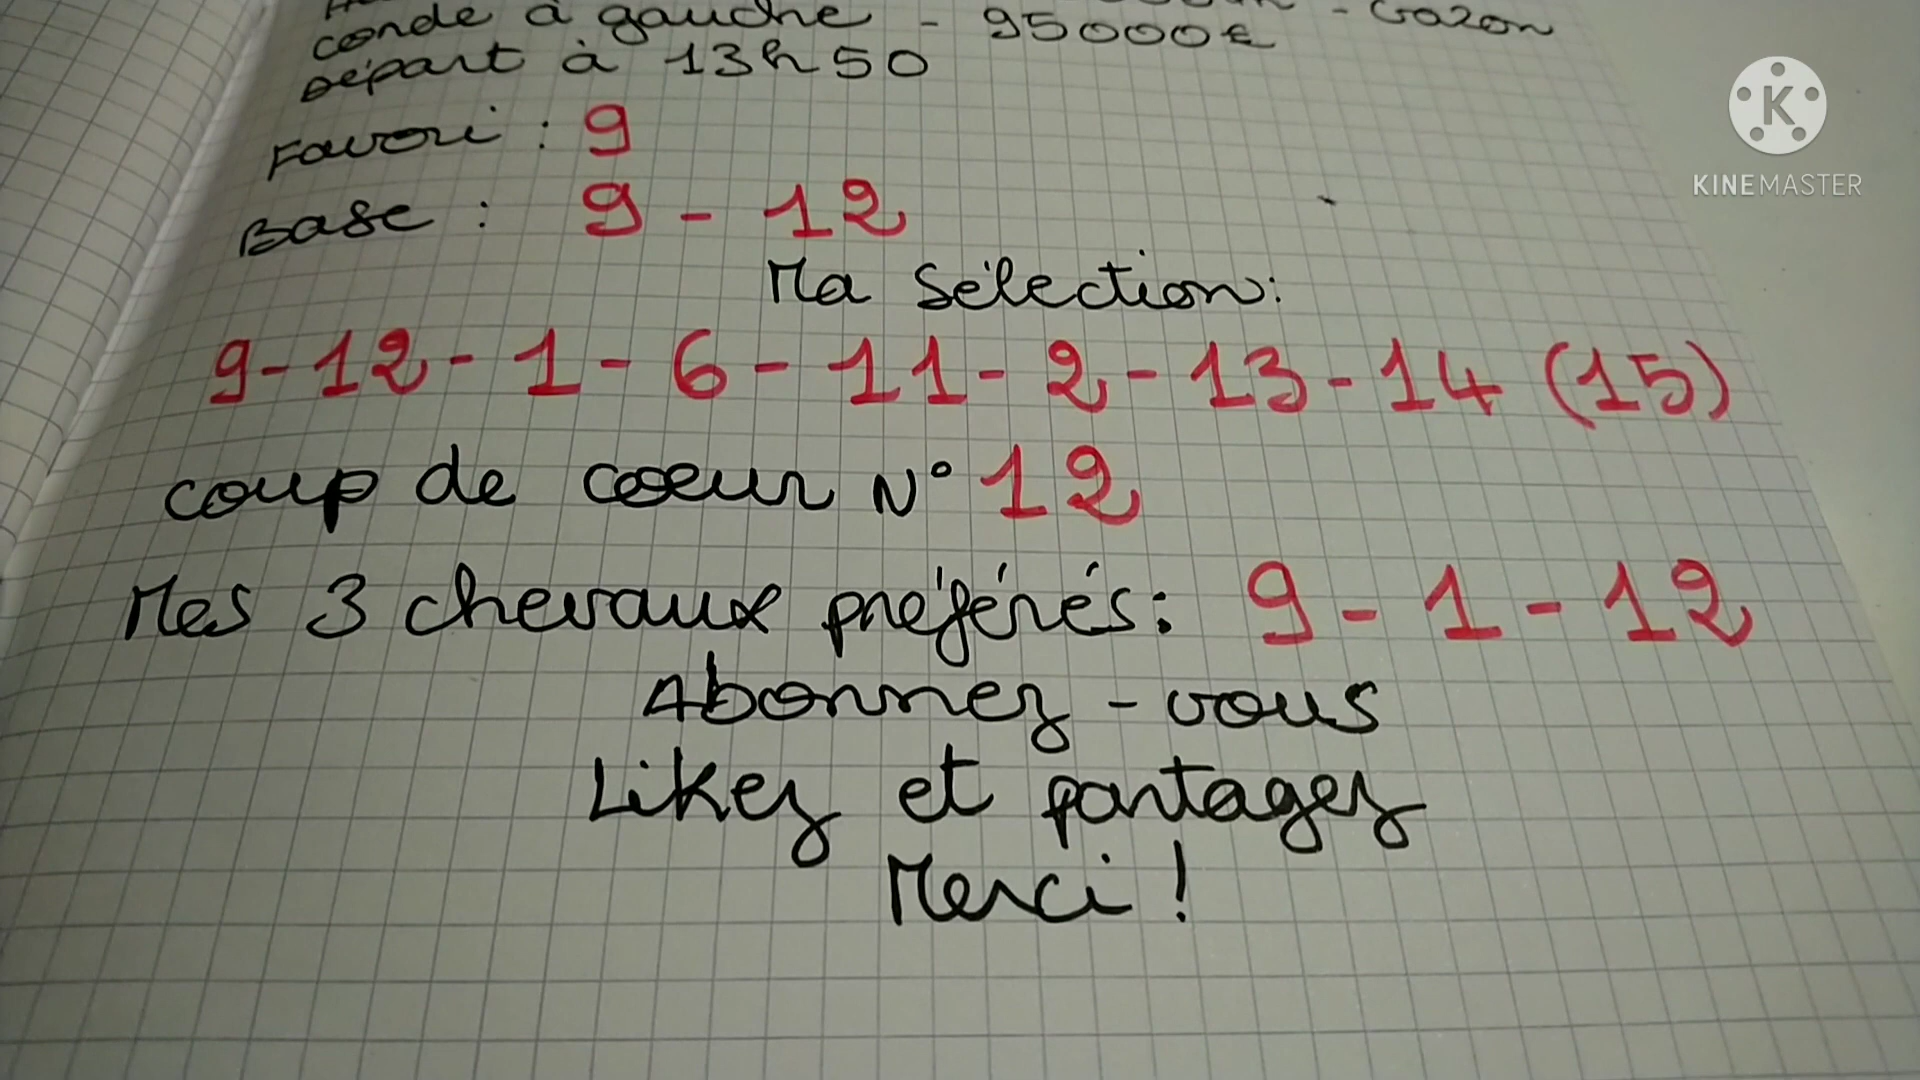 corde à gauche - 95000€
Départ à 13h50
Favori : 9
Base : 9 - 12
Ma Sélection:
9-12-1-6-11-2-13-14 (15)
coup de coeur N° 12
Mes 3 chevaux préférés: 9-1-12
Abonnez-vous
Likez et partagez
Merci !
KINEMASTER